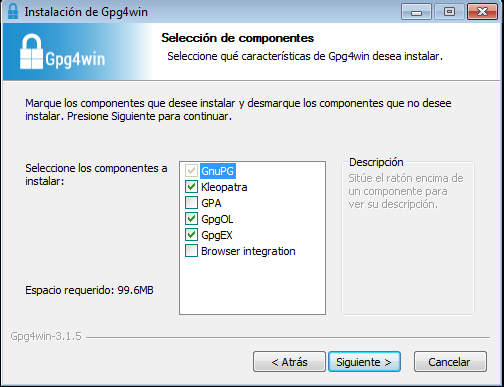 Instalación de Gpg4win
Gpg4win
Selección de componentes
Seleccione qué características de Gpg4win desea instalar.
Marque los componentes que desee instalar y desmarque los componentes que no desee
instalar. Presione Siguiente para continuar.
Seleccione los componentes a
instalar:
GnuPG
Kleopatra
GPA
GpgOL
GpgEX
Browser integration
Descripción
Sitúe el ratón encima de
un componente para
ver su descripción.
Espacio requerido: 99.6MB
Gpg4win-3.1.5
< Atrás
Siguiente >
Cancelar